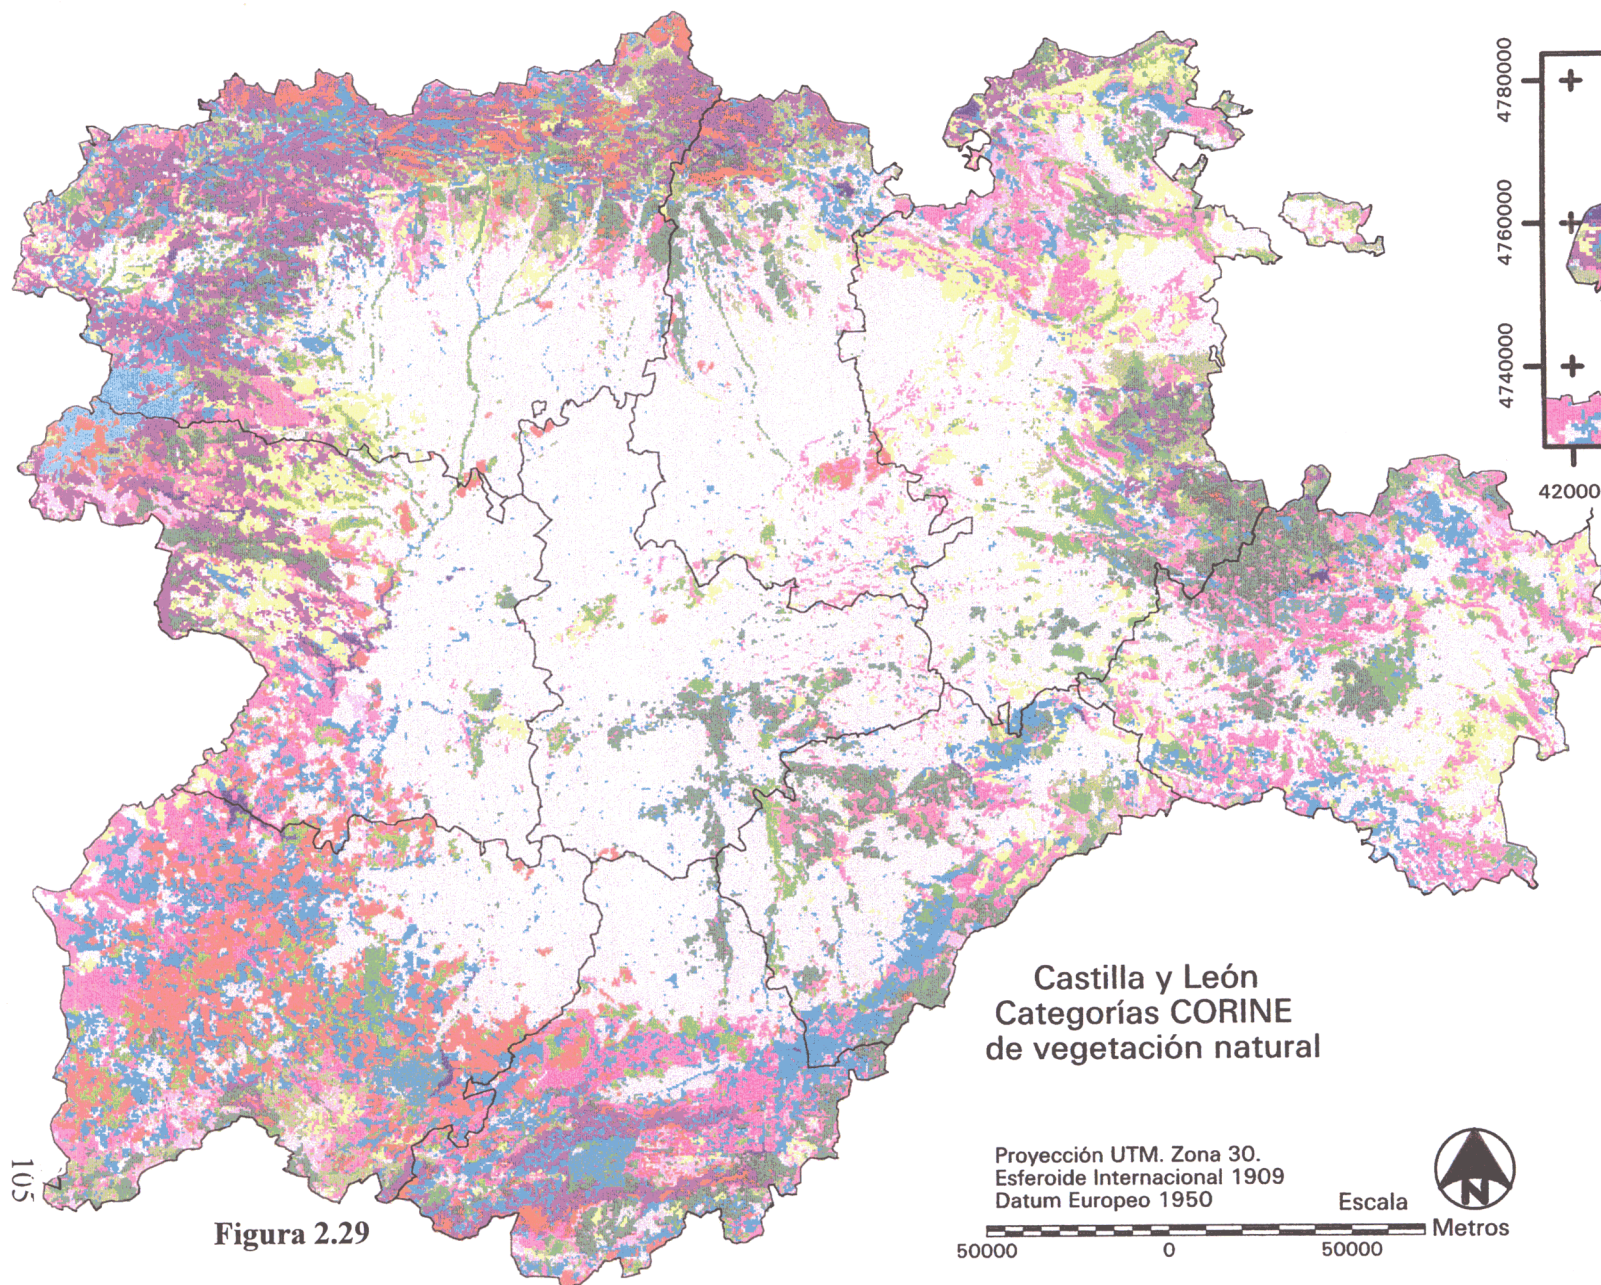 4780000
4760000
4740000
42000
Castilla y León
Categorías CORINE
de vegetación natural
Proyección UTM. Zona 30.
Esferoide Internacional 1909
Datum Europeo 1950
Escala
N
Metros
50000
0
50000
Figura 2.29
105